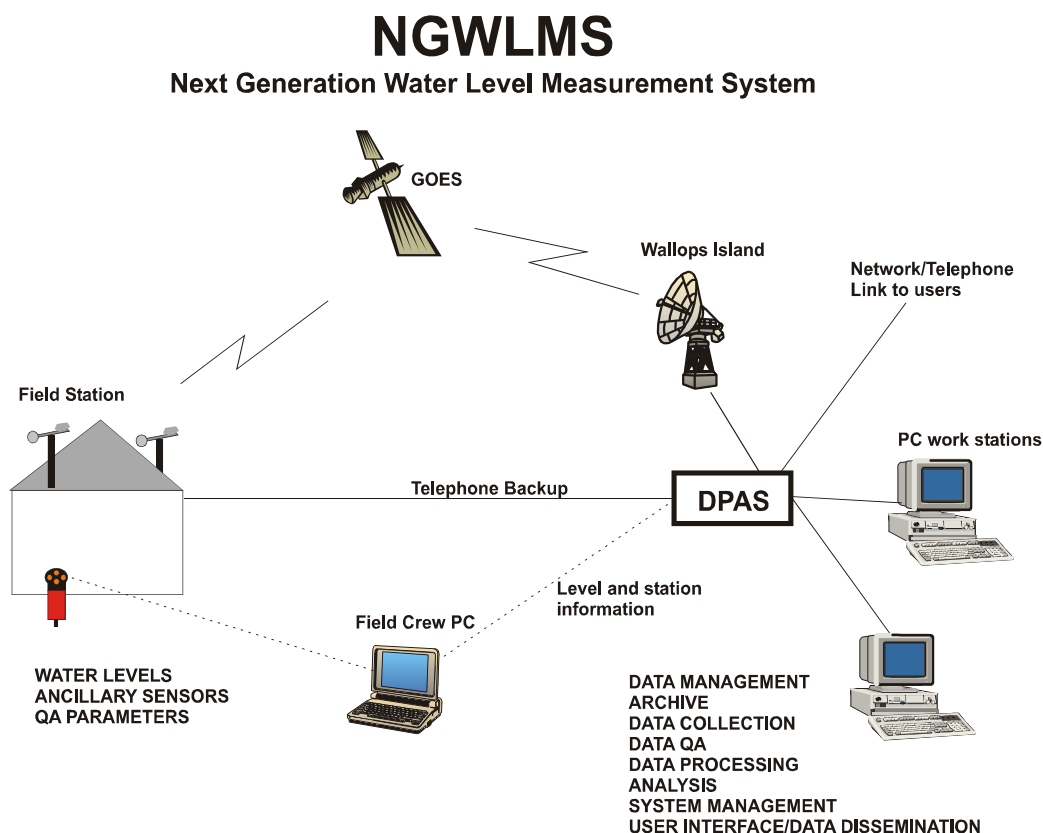 NGWLMS
Next Generation Water Level Measurement System
GOES
Wallops Island
Network/Telephone
Link to users
Field Station
PC work stations
Telephone Backup
DPAS
Level and station
information
Field Crew PC
WATER LEVELS
ANCILLARY SENSORS
QA PARAMETERS
DATA MANAGEMENT
ARCHIVE
DATA COLLECTION
DATA QA
DATA PROCESSING
ANALYSIS
SYSTEM MANAGEMENT
USER INTERFACE/DATA DISSEMINATION